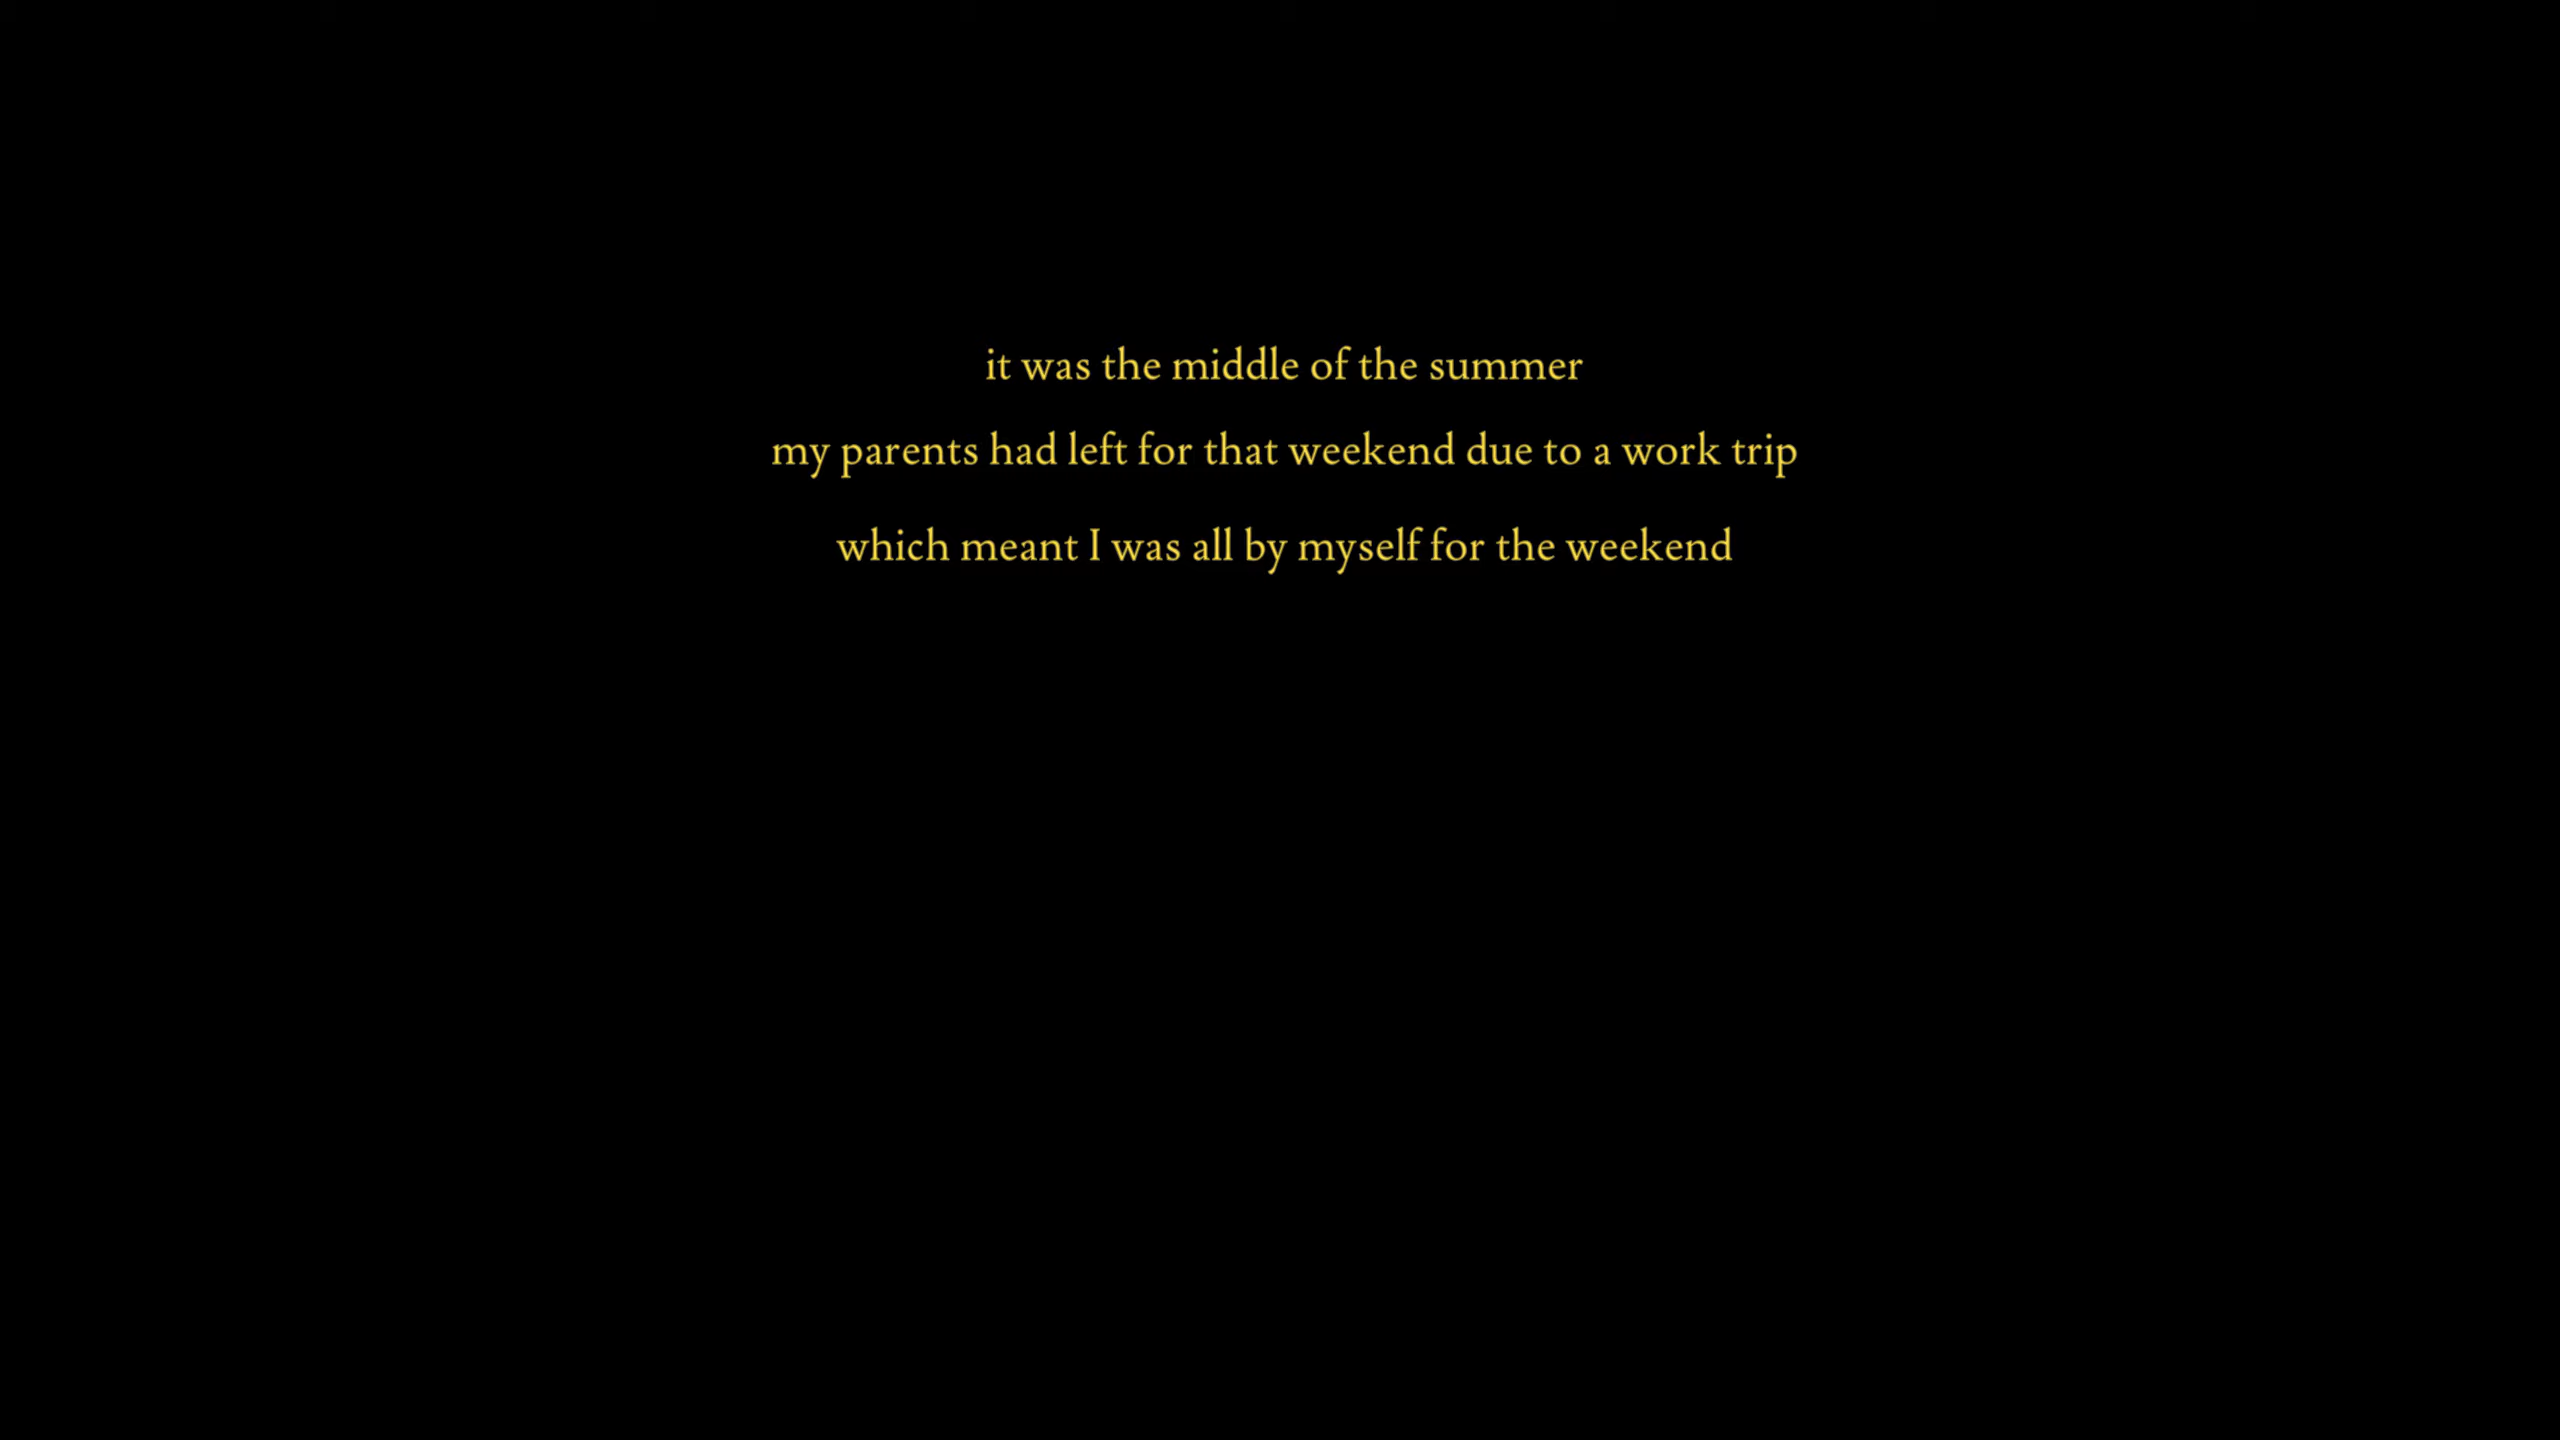 it was the middle of the summer
my parents had left for that weekend due to a work trip
which meant I was all by myself for the weekend